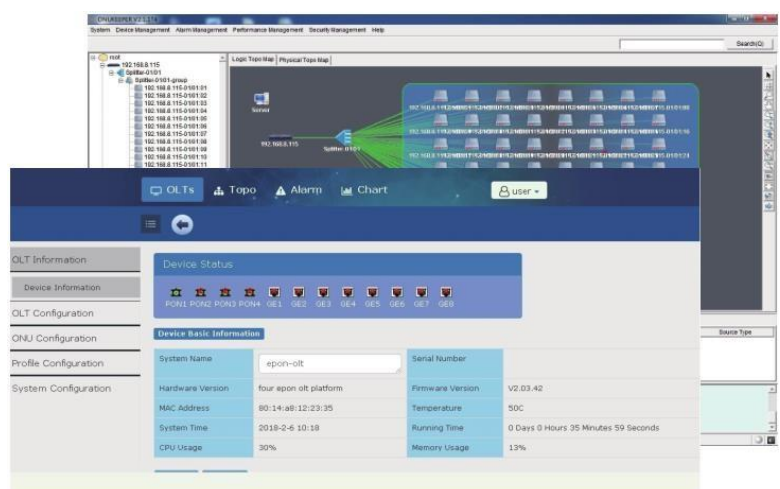 System Device Management Alarm Management Performance Management Security Management Help
Search(Q)
root
192.168.8.115
Splitter-0101
Splitter-0101-group
192.168.8.115-0101:01
192.168.8.115-0101:02
192.168.8.115-0101:03
192.168.8.115-0101:04
192.168.8.115-0101:05
192.168.8.115-0101:06
192.168.8.115-0101:07
192.168.8.115-0101:08
192.168.8.115-0101:09
192.168.8.115-0101:10
192.168.8.115-0101:11
Logic Topo Map Physical Topo Map
Server
192.168.8.115
Splitter-0101
OLTs Topo Alarm Chart user
OLT Information
Device Information
OLT Configuration
ONU Configuration
Profile Configuration
System Configuration
Device Status
PON1 PON2 PON3 PON4 GE1 GE2 GE3 GE4 GE5 GE6 GE7 GE8
Device Basic Information
System Name epon-olt Serial Number
Hardware Version four epon olt platform Firmware Version V2.03.42
MAC Address 80:14:a8:12:23:35 Temperature 50C
System Time 2018-2-6 10:18 Running Time 0 Days 0 Hours 35 Minutes 59 Seconds
CPU Usage 30% Memory Usage 13%
Source Type